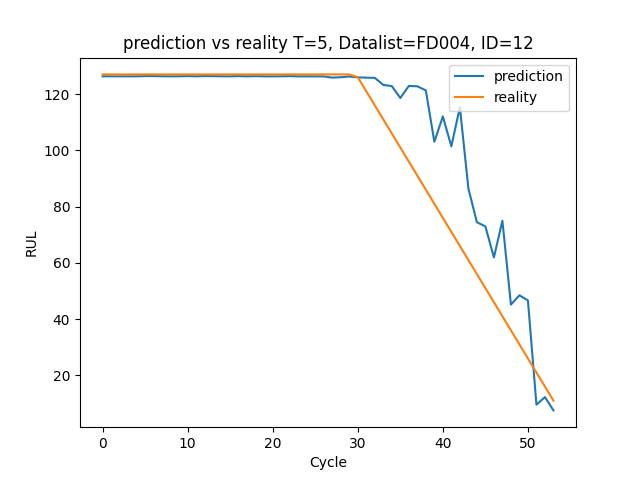 prediction vs reality T=5, Datalist=FD004, ID=12
prediction
reality
RUL
120
100
80
60
40
20
0 10 20 30 40 50
Cycle